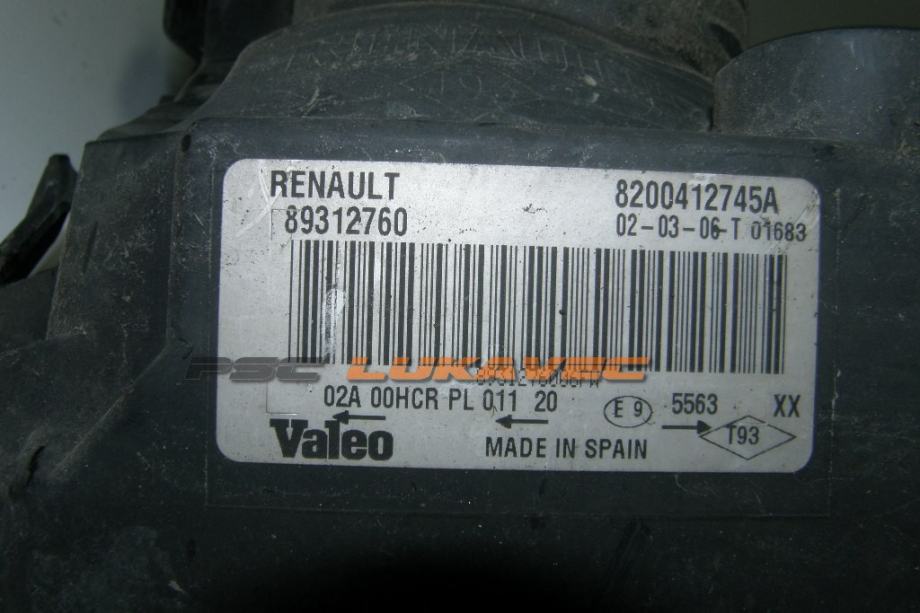 RENAULT 8200412745A
89312760 02-03-06-T 01683
PSC LUKAVEC
02A 00HCR PL 011 20 E 9 5563 XX
Valeo MADE IN SPAIN T93